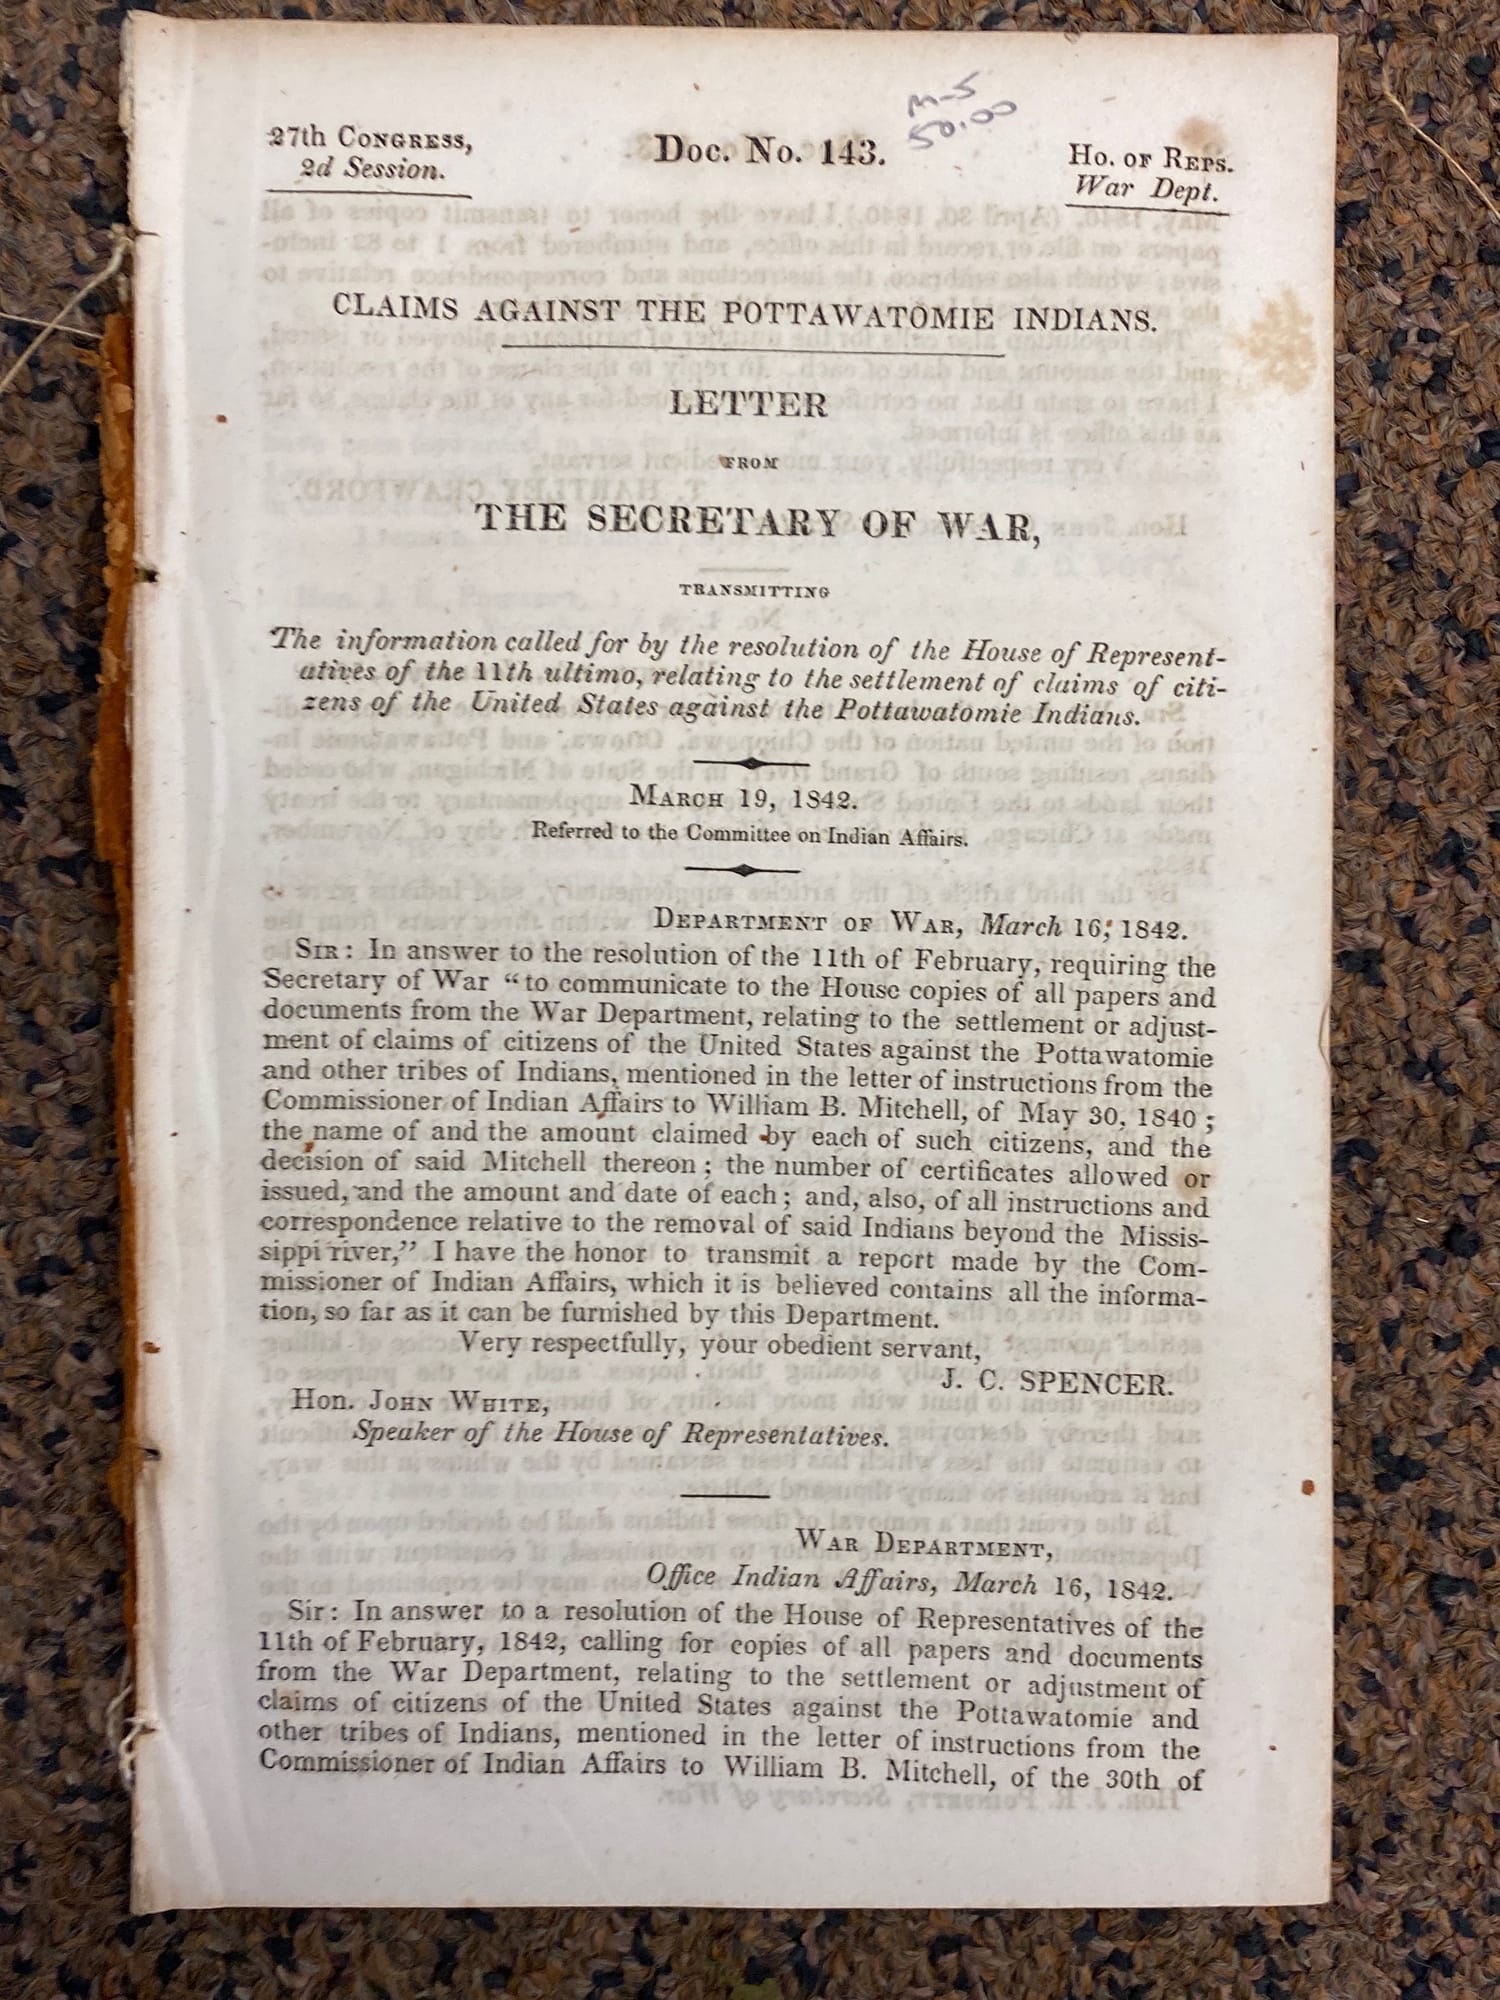 27th Congress,
2d Session.
Doc. No. 143.
M-5
50.00
Ho. of Reps.
War Dept.
CLAIMS AGAINST THE POTTAWATOMIE INDIANS.
LETTER
FROM
THE SECRETARY OF WAR,
TRANSMITTING
The information called for by the resolution of the House of Represent-
atives of the 11th ultimo, relating to the settlement of claims of citi-
zens of the United States against the Pottawatomie Indians.
March 19, 1842.
Referred to the Committee on Indian Affairs.
Department of War, March 16, 1842.
Sir: In answer to the resolution of the 11th of February, requiring the
Secretary of War "to communicate to the House copies of all papers and
documents from the War Department, relating to the settlement or adjust-
ment of claims of citizens of the United States against the Pottawatomie
and other tribes of Indians, mentioned in the letter of instructions from the
Commissioner of Indian Affairs to William B. Mitchell, of May 30, 1840;
the name of and the amount claimed by each of such citizens, and the
decision of said Mitchell thereon; the number of certificates allowed or
issued, and the amount and date of each; and, also, of all instructions and
correspondence relative to the removal of said Indians beyond the Missis-
sippi river," I have the honor to transmit a report made by the Com-
missioner of Indian Affairs, which it is believed contains all the informa-
tion, so far as it can be furnished by this Department.
Very respectfully, your obedient servant,
J. C. SPENCER.
Hon. John White,
Speaker of the House of Representatives.
War Department,
Office Indian Affairs, March 16, 1842.
Sir: In answer to a resolution of the House of Representatives of the
11th of February, 1842, calling for copies of all papers and documents
from the War Department, relating to the settlement or adjustment of
claims of citizens of the United States against the Pottawatomie and
other tribes of Indians, mentioned in the letter of instructions from the
Commissioner of Indian Affairs to William B. Mitchell, of the 30th of